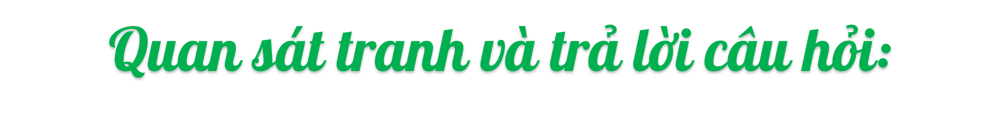 Quan sát tranh và trả lời câu hỏi: